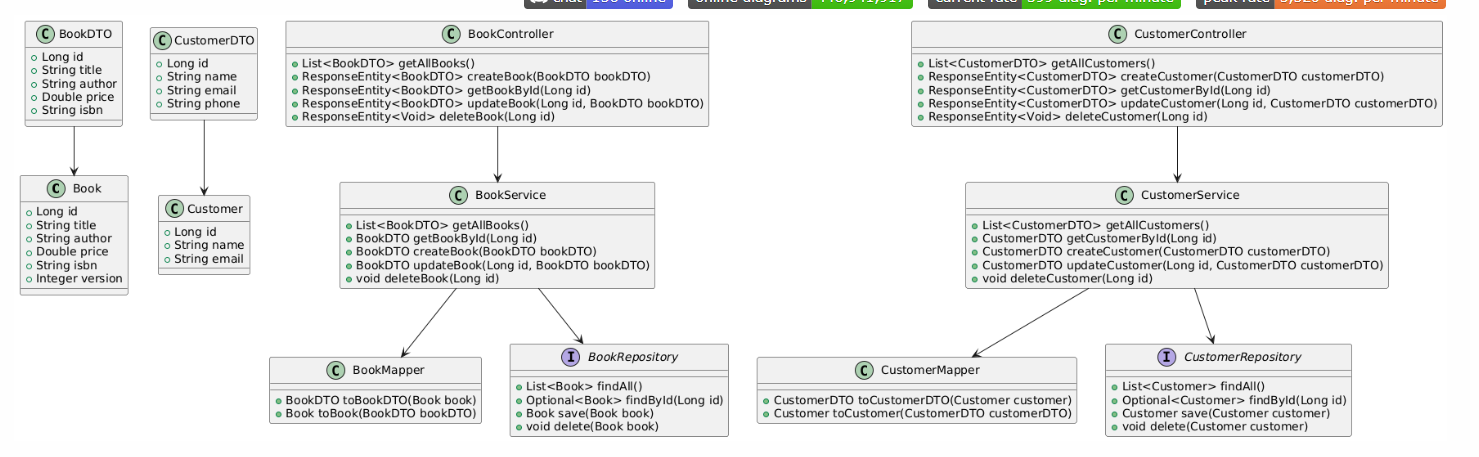 chat 156 online
current rate
peak rate
BookDTO
Long id
String title
String author
Double price
String isbn
CustomerDTO
Long id
String name
String email
String phone
BookController
List<BookDTO> getAllBooks()
ResponseEntity<BookDTO> createBook(BookDTO bookDTO)
ResponseEntity<BookDTO> getBookById(Long id)
ResponseEntity<BookDTO> updateBook(Long id, BookDTO bookDTO)
ResponseEntity<Void> deleteBook(Long id)
CustomerController
List<CustomerDTO> getAllCustomers()
ResponseEntity<CustomerDTO> createCustomer(CustomerDTO customerDTO)
ResponseEntity<CustomerDTO> getCustomerById(Long id)
ResponseEntity<CustomerDTO> updateCustomer(Long id, CustomerDTO customerDTO)
ResponseEntity<Void> deleteCustomer(Long id)
Book
Long id
String title
String author
Double price
String isbn
Integer version
Customer
Long id
String name
String email
BookService
List<BookDTO> getAllBooks()
BookDTO getBookById(Long id)
BookDTO createBook(BookDTO bookDTO)
BookDTO updateBook(Long id, BookDTO bookDTO)
void deleteBook(Long id)
CustomerService
List<CustomerDTO> getAllCustomers()
CustomerDTO getCustomerById(Long id)
CustomerDTO createCustomer(CustomerDTO customerDTO)
CustomerDTO updateCustomer(Long id, CustomerDTO customerDTO)
void deleteCustomer(Long id)
BookMapper
BookDTO toBookDTO(Book book)
Book toBook(BookDTO bookDTO)
BookRepository
List<Book> findAll()
Optional<Book> findById(Long id)
Book save(Book book)
void delete(Book book)
CustomerMapper
CustomerDTO toCustomerDTO(Customer customer)
Customer toCustomer(CustomerDTO customerDTO)
CustomerRepository
List<Customer> findAll()
Optional<Customer> findById(Long id)
Customer save(Customer customer)
void delete(Customer customer)